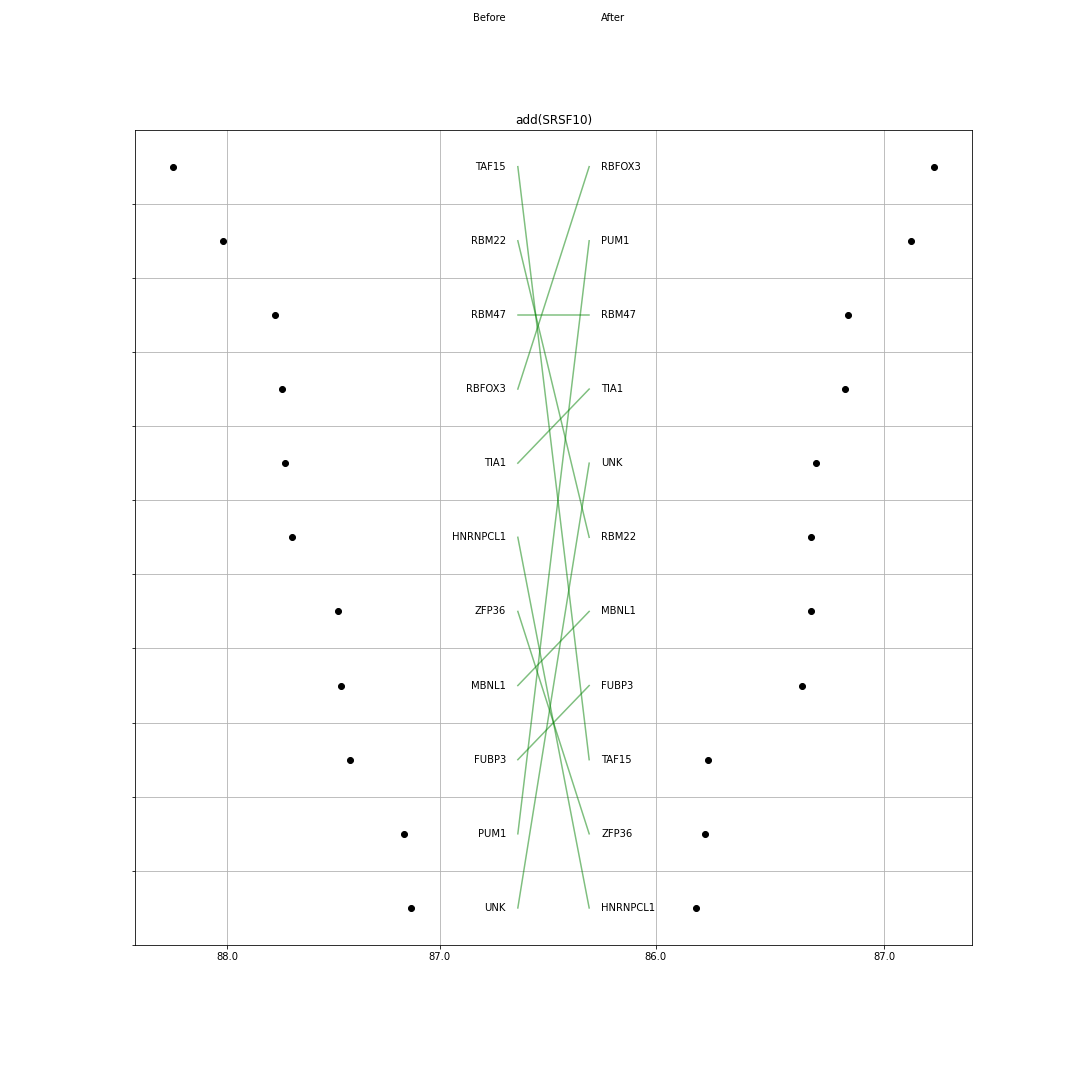 Before After
add(SRSF10)
TAF15 RBFOX3
RBM22 PUM1
RBM47 RBM47
RBFOX3 TIA1
TIA1 UNK
HNRNPCL1 RBM22
ZFP36 MBNL1
MBNL1 FUBP3
FUBP3 TAF15
PUM1 ZFP36
UNK HNRNPCL1
88.0 87.0 86.0 87.0